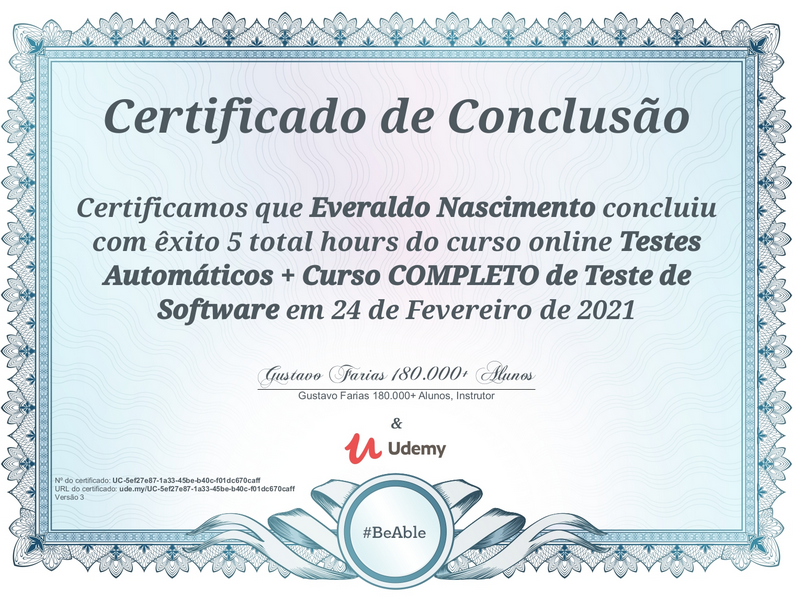 Certificado de Conclusão
Certificamos que Everaldo Nascimento concluiu
com êxito 5 total hours do curso online Testes
Automáticos + Curso COMPLETO de Teste de
Software em 24 de Fevereiro de 2021
Gustavo Farias 180.000+ Alunos
Gustavo Farias 180.000+ Alunos, Instrutor
&
Udemy
Nº do certificado: UC-5ef27e87-1a33-45be-b40c-f01dc670caff
URL do certificado: ude.my/UC-5ef27e87-1a33-45be-b40c-f01dc670caff
Versão 3
#BeAble